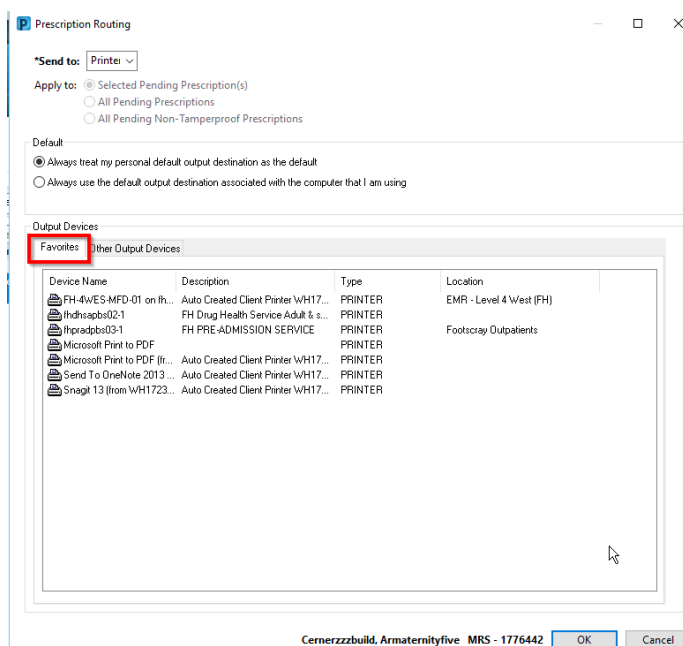 Prescription Routing
*Send to: Printer
Apply to: Selected Pending Prescription(s)
All Pending Prescriptions
All Pending Non-Tamperproof Prescriptions
Default
Always treat my personal default output destination as the default
Always use the default output destination associated with the computer that I am using
Output Devices
Favorites Other Output Devices
Device Name Description Type Location
FH-4WES-MFD-01 on fh... Auto Created Client Printer WH17... PRINTER EMR - Level 4 West (FH)
fhdhsapbs02-1 FH Drug Health Service Adult & s... PRINTER
fhpradpbs03-1 FH PRE-ADMISSION SERVICE PRINTER Footscray Outpatients
Microsoft Print to PDF PRINTER
Microsoft Print to PDF (fr... Auto Created Client Printer WH17... PRINTER
Send To OneNote 2013 ... Auto Created Client Printer WH17... PRINTER
Snagit 13 (from WH1723... Auto Created Client Printer WH17... PRINTER
Cernerzzzbuild, Armaternityfive MRS - 1776442 OK Cancel